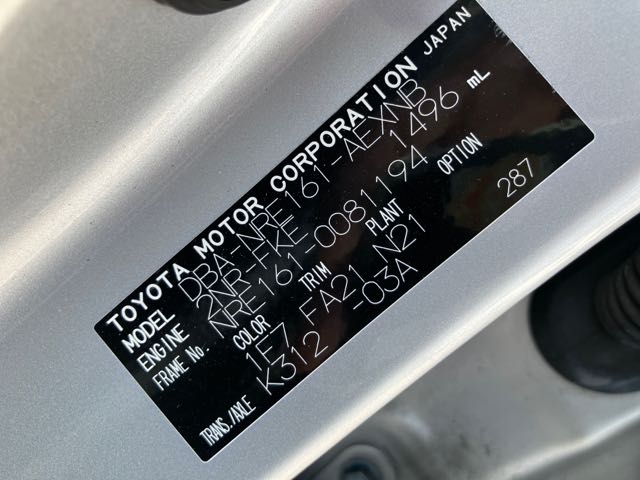 TOYOTA MOTOR CORPORATION JAPAN
MODEL DBA-NRE161-AEXNB
ENGINE 2NR-FKE 1496 mL
FRAME No. NRE161-0081194
COLOR TRIM PLANT OPTION
1F7 FA21 N21 287
TRANS./AXLE K312 -03A